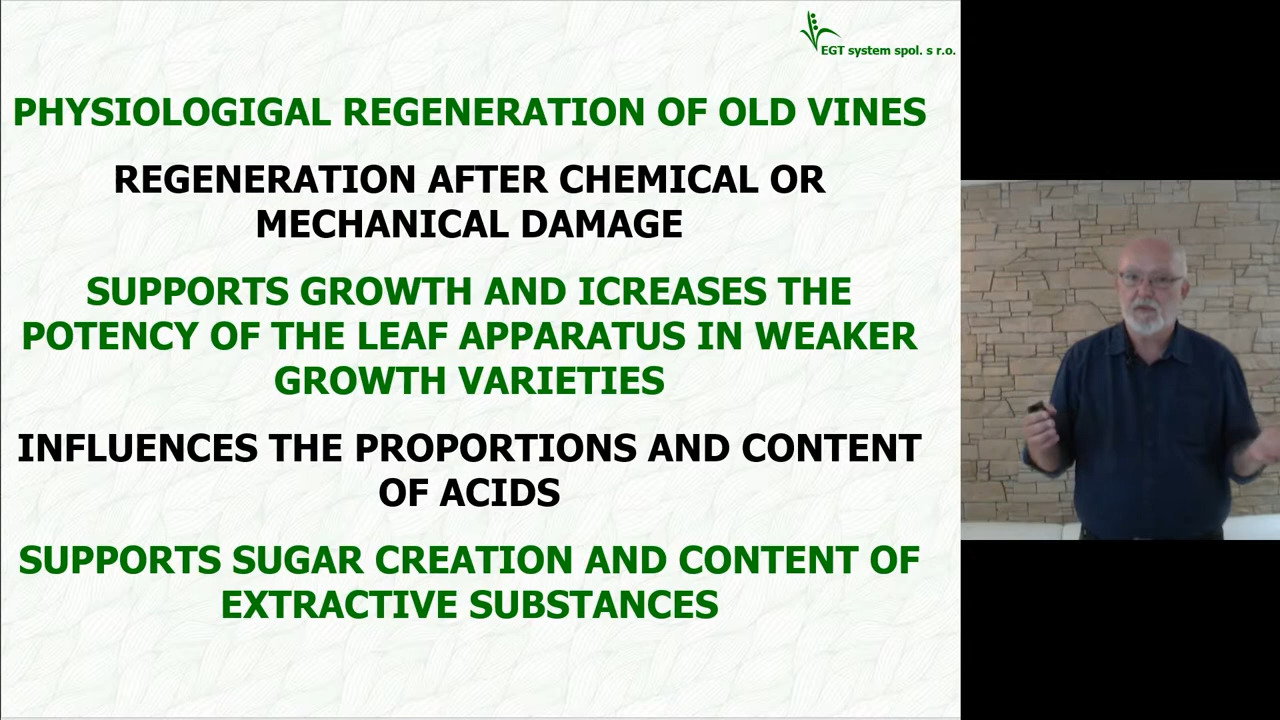 EGT system spol. s r.o.
PHYSIOLOGIGAL REGENERATION OF OLD VINES
REGENERATION AFTER CHEMICAL OR
MECHANICAL DAMAGE
SUPPORTS GROWTH AND ICREASES THE
POTENCY OF THE LEAF APPARATUS IN WEAKER
GROWTH VARIETIES
INFLUENCES THE PROPORTIONS AND CONTENT
OF ACIDS
SUPPORTS SUGAR CREATION AND CONTENT OF
EXTRACTIVE SUBSTANCES